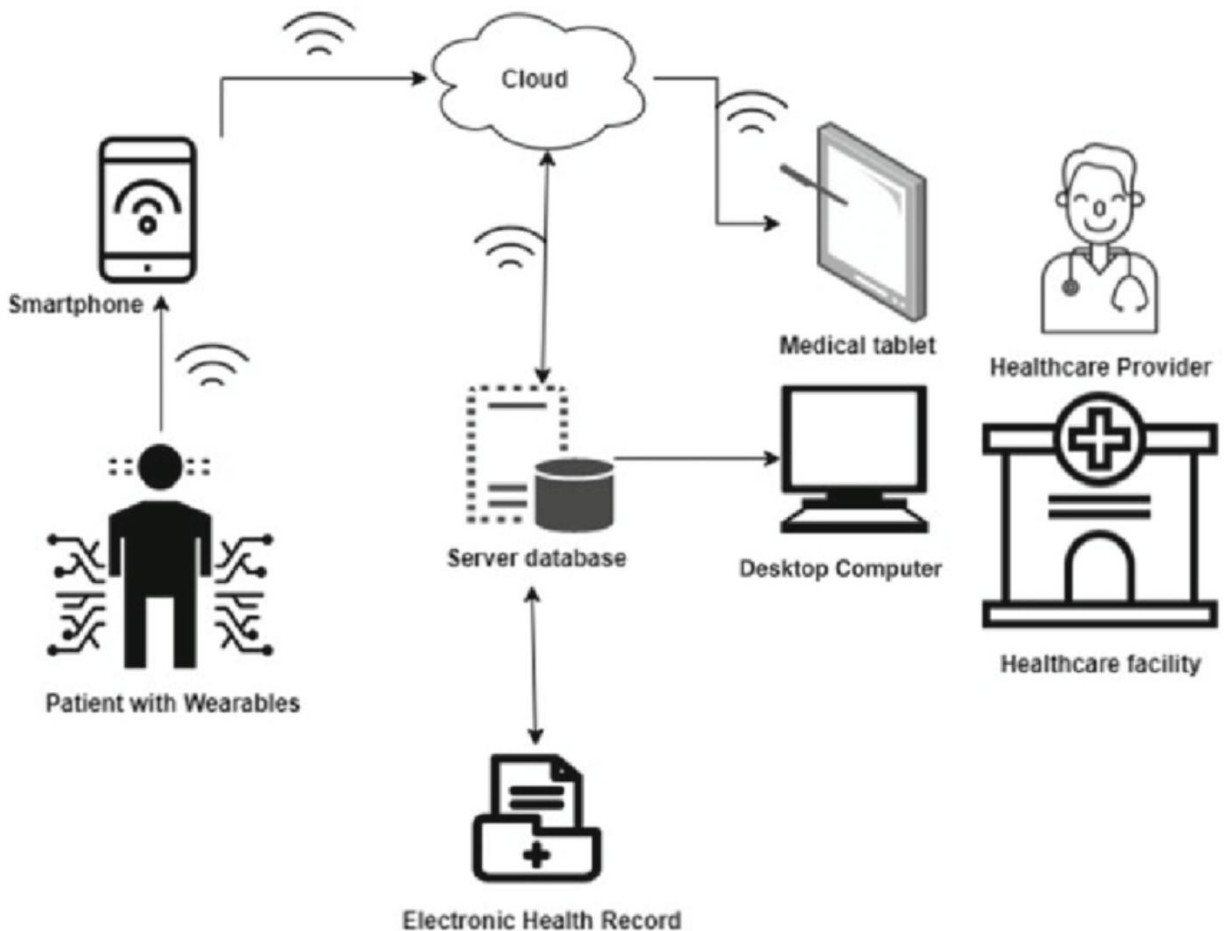 Cloud
Smartphone
Medical tablet
Healthcare Provider
Server database
Desktop Computer
Healthcare facility
Patient with Wearables
Electronic Health Record